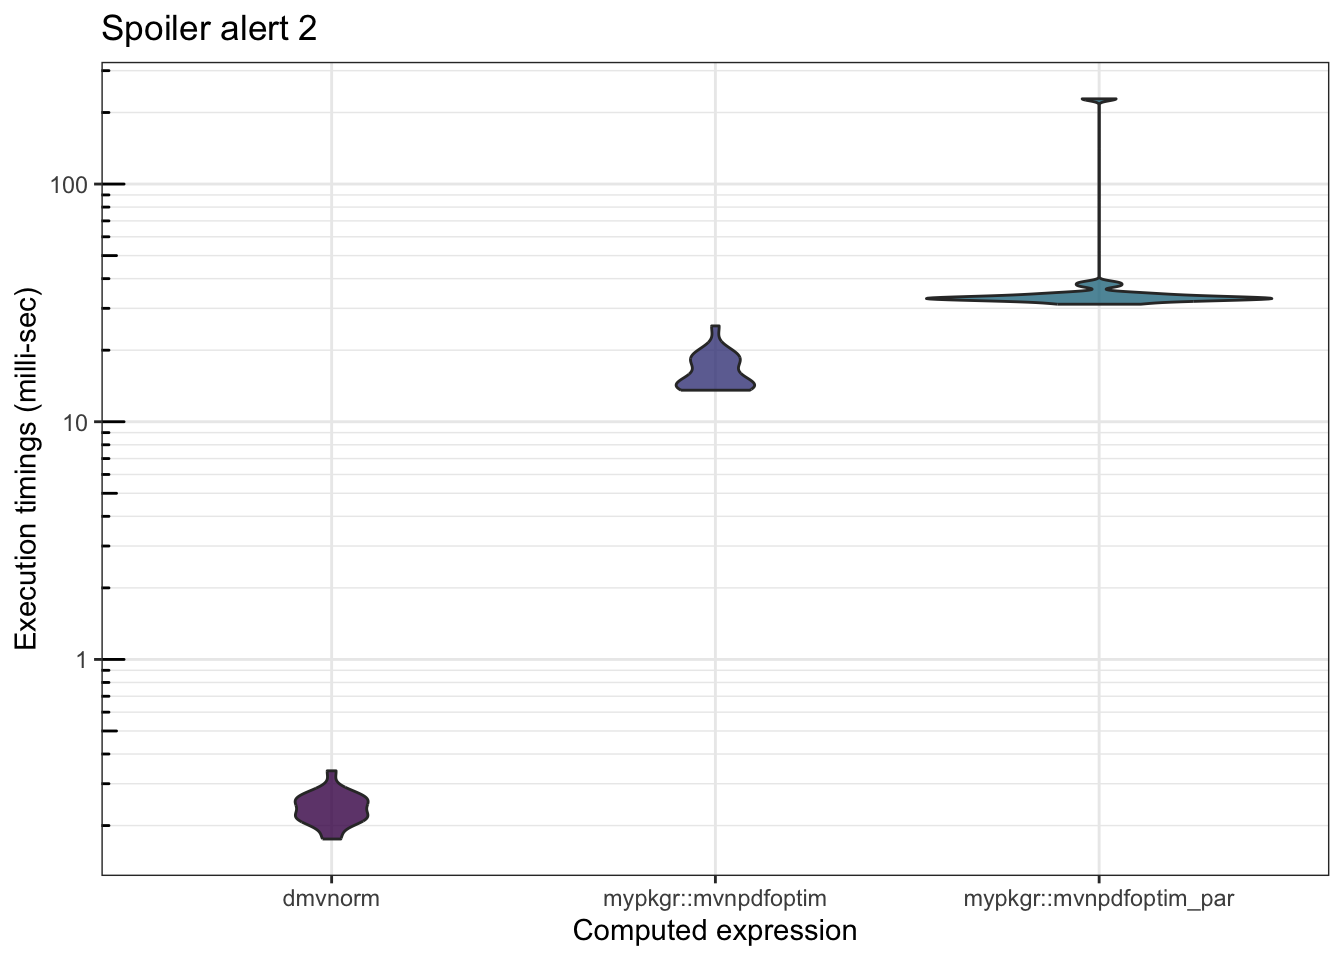 Spoiler alert 2
Execution timings (milli-sec)
100
10
1
dmvnorm
mypkgr::mvnpdfoptim
mypkgr::mvnpdfoptim_par
Computed expression